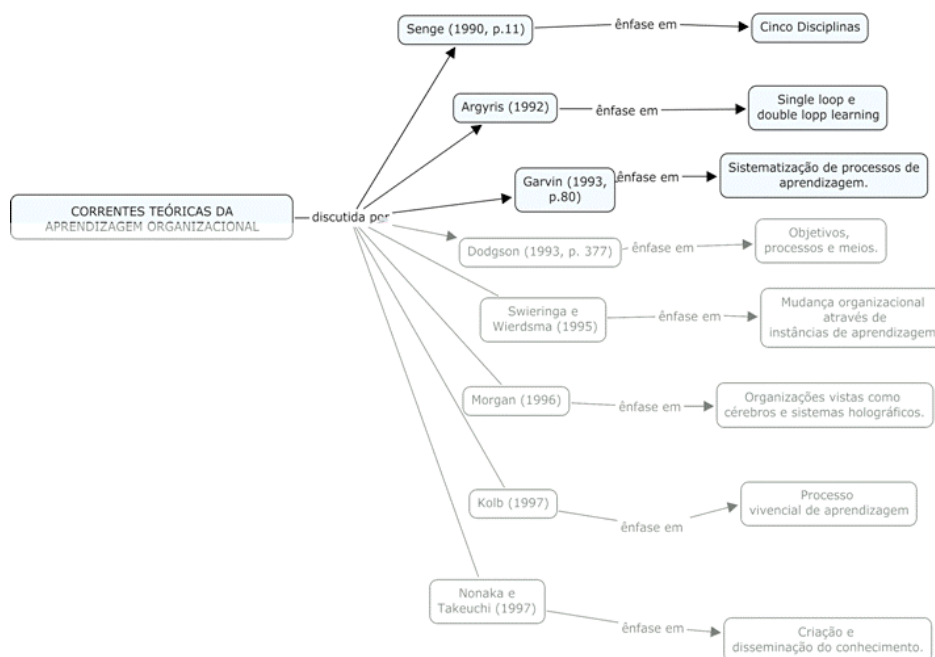 Senge (1990, p.11)
ênfase em
Cinco Disciplinas
Argyris (1992)
ênfase em
Single loop e
double lopp learning
Garvin (1993,
p.80)
ênfase em
Sistematização de processos de
aprendizagem.
CORRENTES TEÓRICAS DA
APRENDIZAGEM ORGANIZACIONAL
discutida por
Dodgson (1993, p. 377)
ênfase em
Objetivos,
processos e meios.
Swieringa e
Wierdsma (1995)
ênfase em
Mudança organizacional
através de
instâncias de aprendizagem
Morgan (1996)
ênfase em
Organizações vistas como
cérebros e sistemas holográficos.
Kolb (1997)
ênfase em
Processo
vivencial de aprendizagem
Nonaka e
Takeuchi (1997)
ênfase em
Criação e
disseminação do conhecimento.